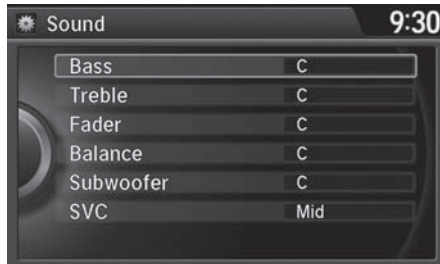 Sound 9:30
Bass C
Treble C
Fader C
Balance C
Subwoofer C
SVC Mid